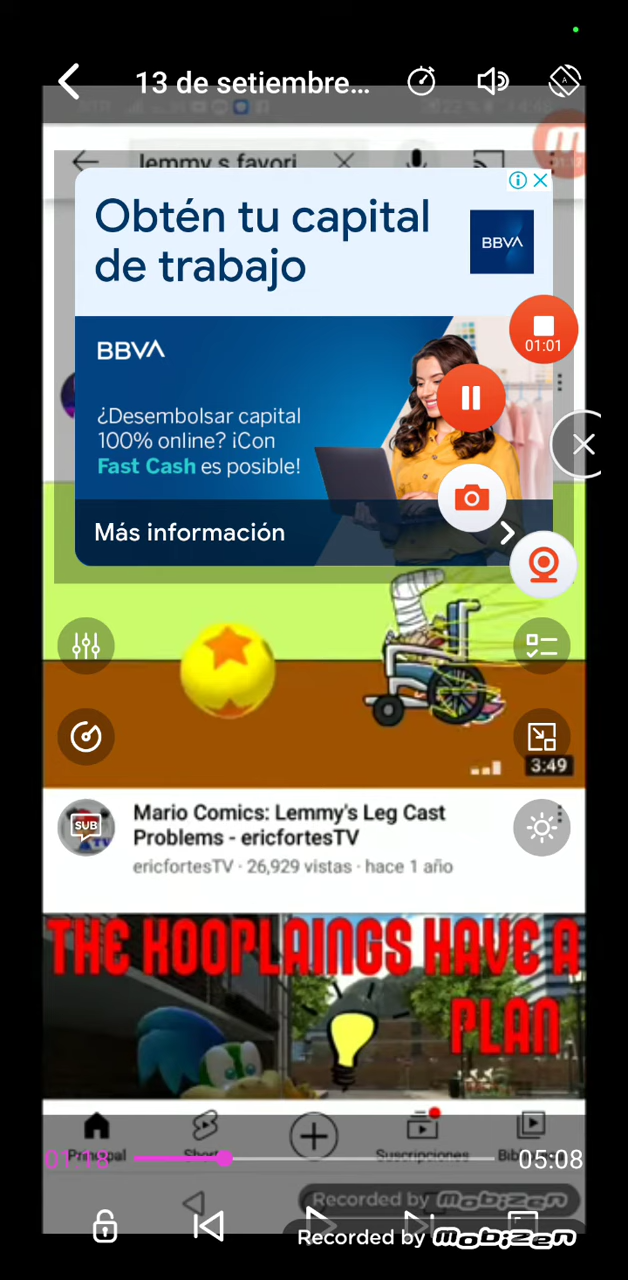 13 de setiembre...
lemmy s favori
Obtén tu capital
de trabajo
BBVA
BBVA
01:01
¿Desembolsar capital
100% online? ¡Con
Fast Cash es posible!
Más información
3:49
SUB
Mario Comics: Lemmy's Leg Cast
Problems - ericfortesTV
ericfortesTV · 26,929 vistas · hace 1 año
THE KOOPLAINGS HAVE A
PLAN
Principal
Short
Suscripciones
01:18
05:08
Recorded by mobizen
Recorded by mobizen